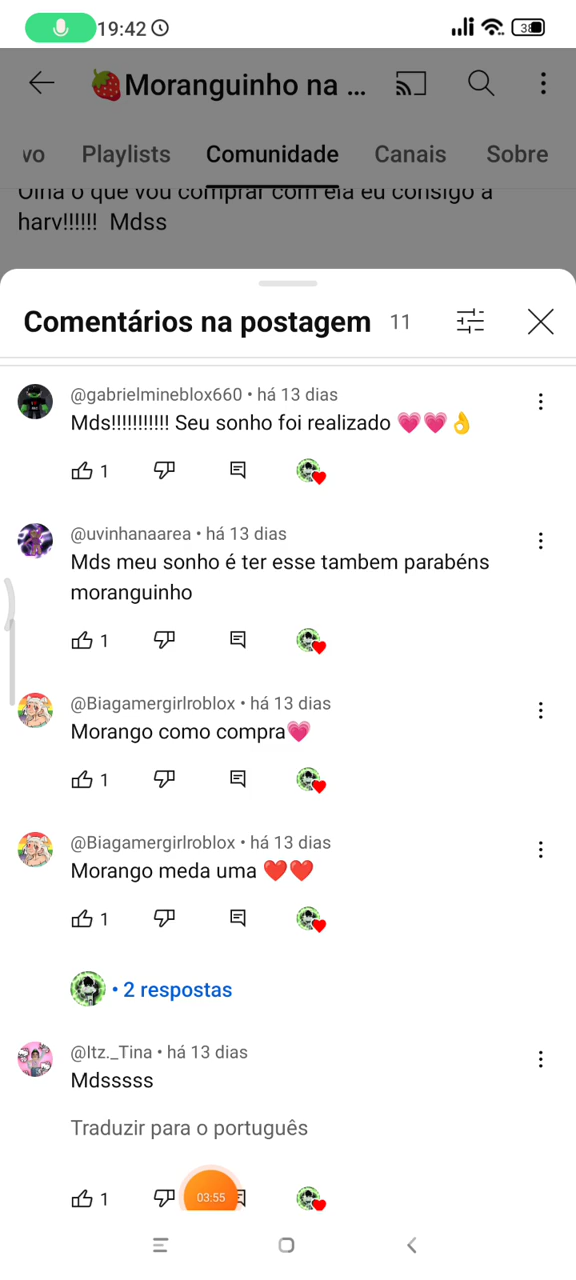 19:42
38
🍓Moranguinho na ...
vo Playlists Comunidade Canais Sobre
Olha o que vou comprar com ela eu consigo a
harv!!!!!! Mdss
Comentários na postagem 11
@gabrielmineblox660 • há 13 dias
Mds!!!!!!!!!!! Seu sonho foi realizado 💗💗👌
1
@uvinhanaarea • há 13 dias
Mds meu sonho é ter esse tambem parabéns
moranguinho
1
@Biagamergirlroblox • há 13 dias
Morango como compra💗
1
@Biagamergirlroblox • há 13 dias
Morango meda uma ❤️❤️
1
• 2 respostas
@Itz._Tina • há 13 dias
Mdsssss
Traduzir para o português
1
03:55